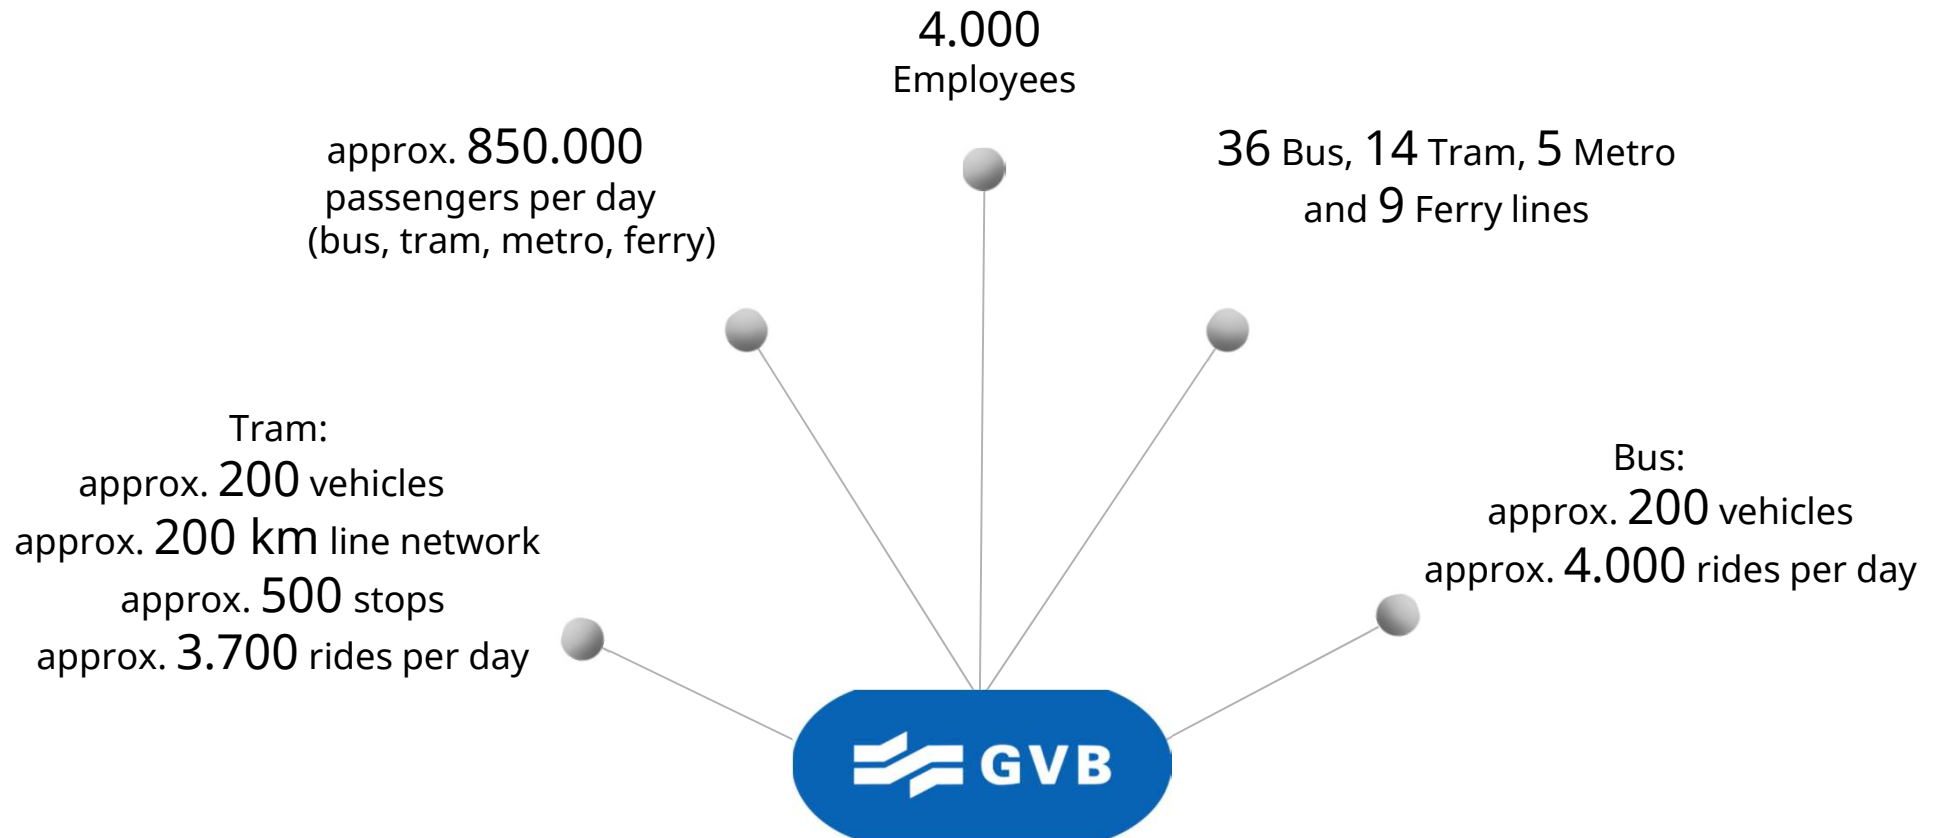 4.000
Employees
approx. 850.000
passengers per day
(bus, tram, metro, ferry)
36 Bus, 14 Tram, 5 Metro
and 9 Ferry lines
Tram:
approx. 200 vehicles
approx. 200 km line network
approx. 500 stops
approx. 3.700 rides per day
Bus:
approx. 200 vehicles
approx. 4.000 rides per day
GVB